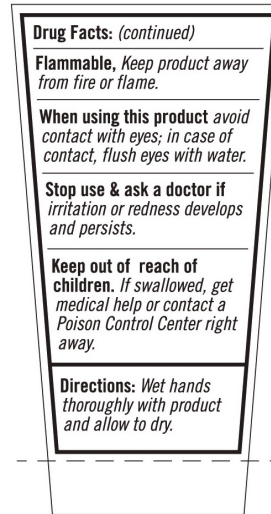 Drug Facts: (continued)
Flammable, Keep product away
from fire or flame.
When using this product avoid
contact with eyes; in case of
contact, flush eyes with water.
Stop use & ask a doctor if
irritation or redness develops
and persists.
Keep out of reach of
children. If swallowed, get
medical help or contact a
Poison Control Center right
away.
Directions: Wet hands
thoroughly with product
and allow to dry.